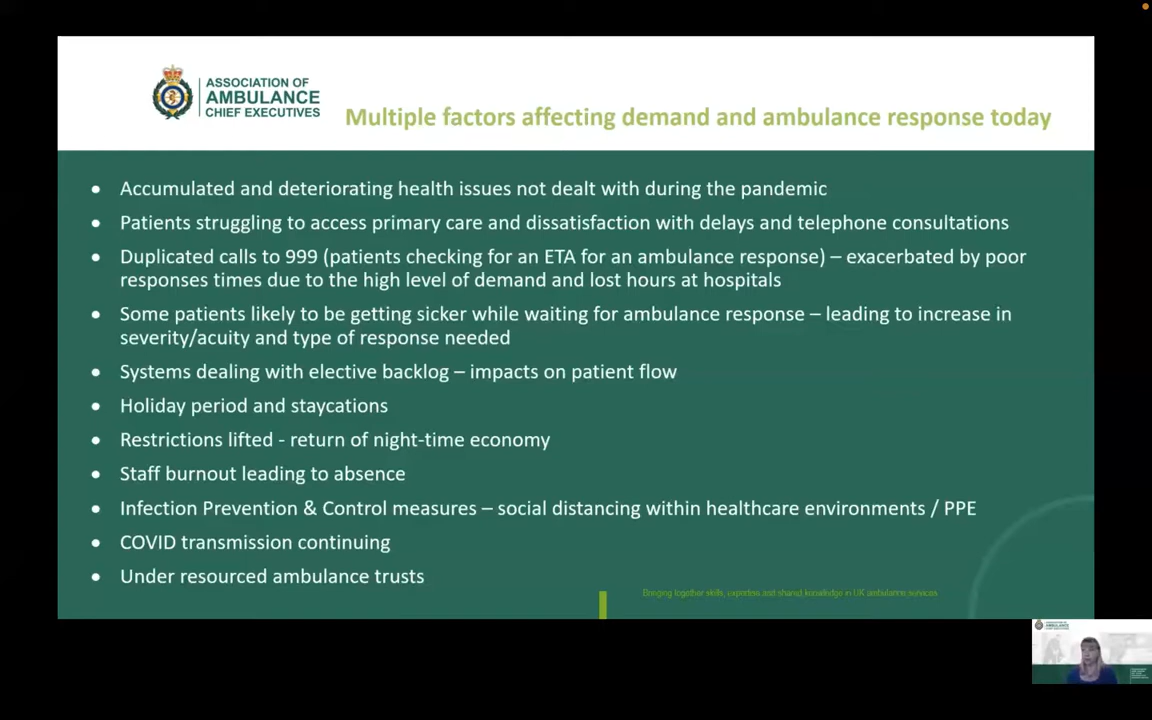 ASSOCIATION OF
AMBULANCE
CHIEF EXECUTIVES
Multiple factors affecting demand and ambulance response today
● Accumulated and deteriorating health issues not dealt with during the pandemic
● Patients struggling to access primary care and dissatisfaction with delays and telephone consultations
● Duplicated calls to 999 (patients checking for an ETA for an ambulance response) – exacerbated by poor
responses times due to the high level of demand and lost hours at hospitals
● Some patients likely to be getting sicker while waiting for ambulance response – leading to increase in
severity/acuity and type of response needed
● Systems dealing with elective backlog – impacts on patient flow
● Holiday period and staycations
● Restrictions lifted - return of night-time economy
● Staff burnout leading to absence
● Infection Prevention & Control measures – social distancing within healthcare environments / PPE
● COVID transmission continuing
● Under resourced ambulance trusts
Bringing together skills, expertise and shared knowledge in UK ambulance services
ASSOCIATION OF
AMBULANCE
CHIEF EXECUTIVES